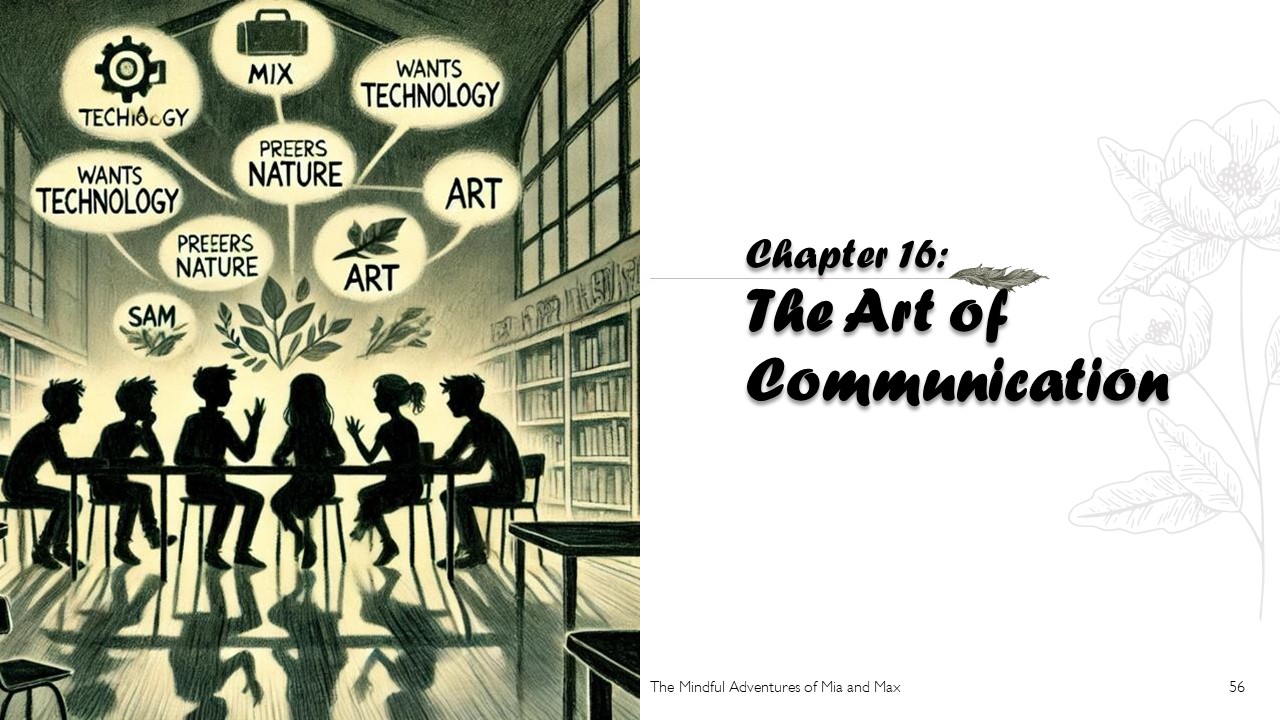 MIX
WANTS
TECHNOLOGY
TECHIOGY
PREERS
NATURE
WANTS
TECHNOLOGY
ART
PREEERS
NATURE
ART
SAM
Chapter 16:
The Art of
Communication
The Mindful Adventures of Mia and Max
56